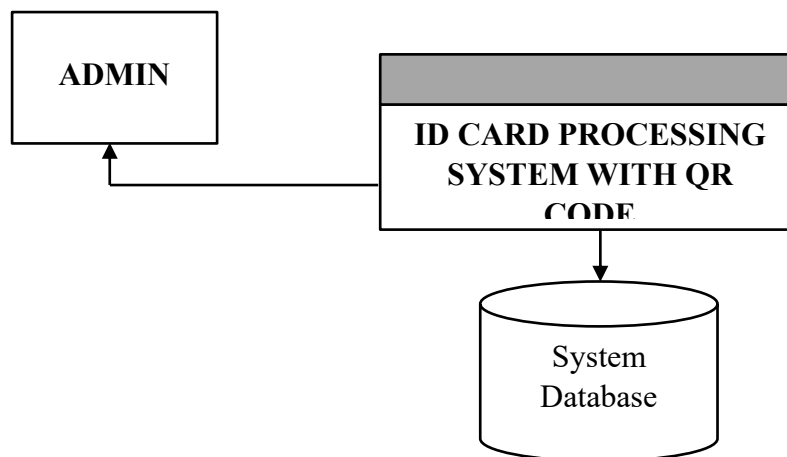 ADMIN
ID CARD PROCESSING
SYSTEM WITH QR
CODE
System
Database